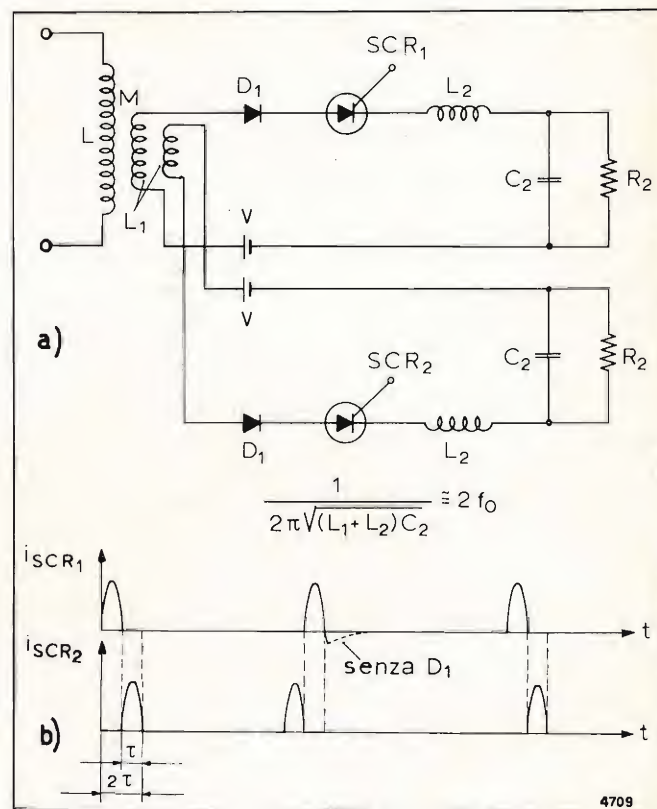 SCR1
D1
L2
M
L
L1
C2
R2
V
a)
V
C2
R2
SCR2
D1
L2
1
2π√(L1+L2)C2 ≅ 2 f0
iSCR1
t
senza D1
iSCR2
t
b)
τ
2τ
4709